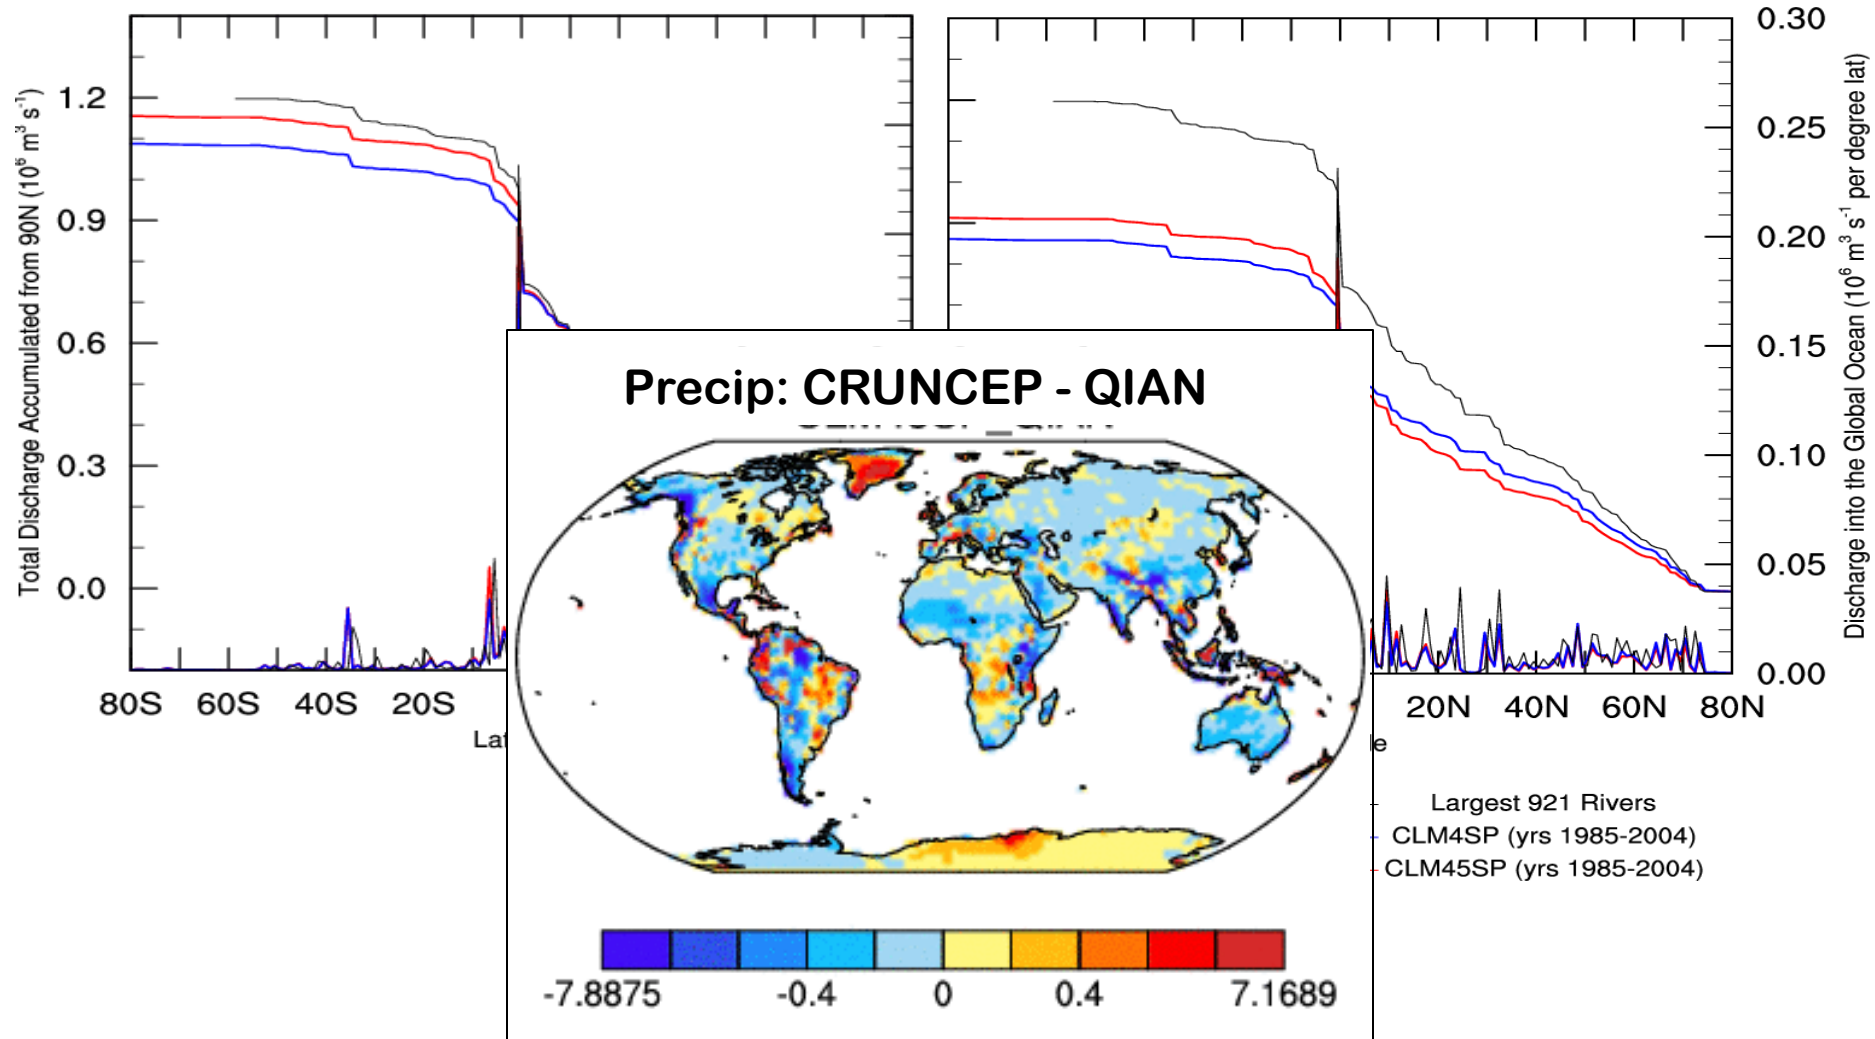 Total Discharge Accumulated from 90N (10⁶ m³ s⁻¹)
1.2
0.9
0.6
0.3
0.0
80S 60S 40S 20S
0.30
0.25
0.20
0.15
0.10
0.05
0.00
20N 40N 60N 80N
Discharge into the Global Ocean (10⁶ m³ s⁻¹ per degree lat)
Precip: CRUNCEP - QIAN
-7.8875 -0.4 0 0.4 7.1689
Largest 921 Rivers
CLM4SP (yrs 1985-2004)
CLM45SP (yrs 1985-2004)